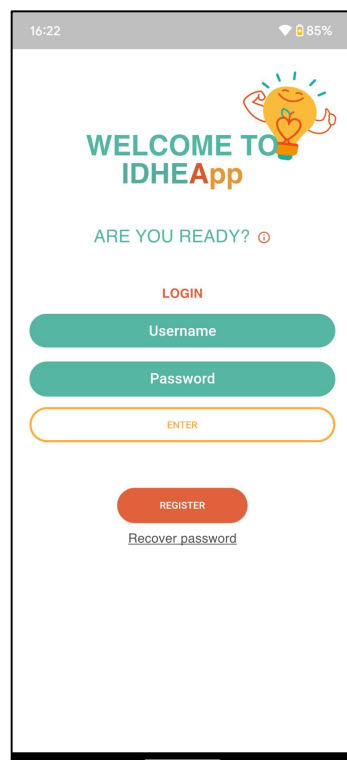 16:22 85%
WELCOME TO
IDHEApp
ARE YOU READY?
LOGIN
Username
Password
ENTER
REGISTER
Recover password